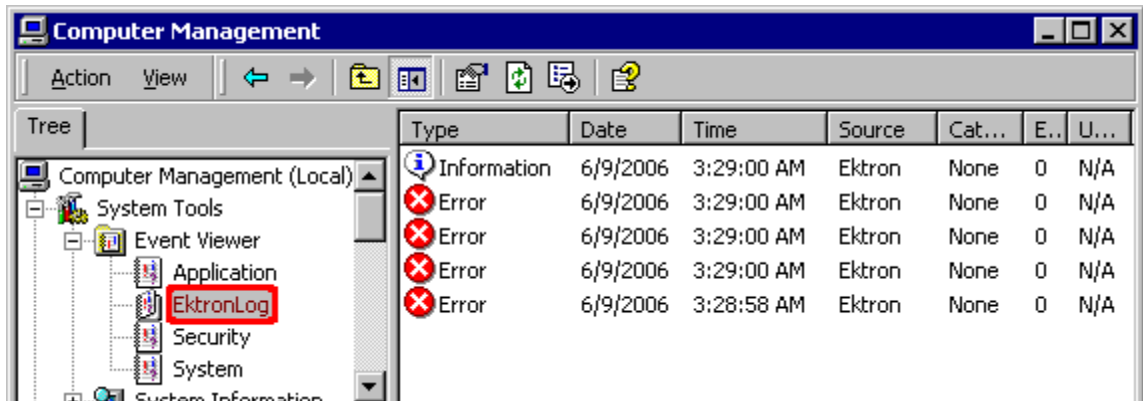 Computer Management
Action View
Tree
Type Date Time Source Cat... E.. U...
Computer Management (Local)
System Tools
Event Viewer
Application
EktronLog
Security
System
System Information
Information 6/9/2006 3:29:00 AM Ektron None 0 N/A
Error 6/9/2006 3:29:00 AM Ektron None 0 N/A
Error 6/9/2006 3:29:00 AM Ektron None 0 N/A
Error 6/9/2006 3:29:00 AM Ektron None 0 N/A
Error 6/9/2006 3:28:58 AM Ektron None 0 N/A